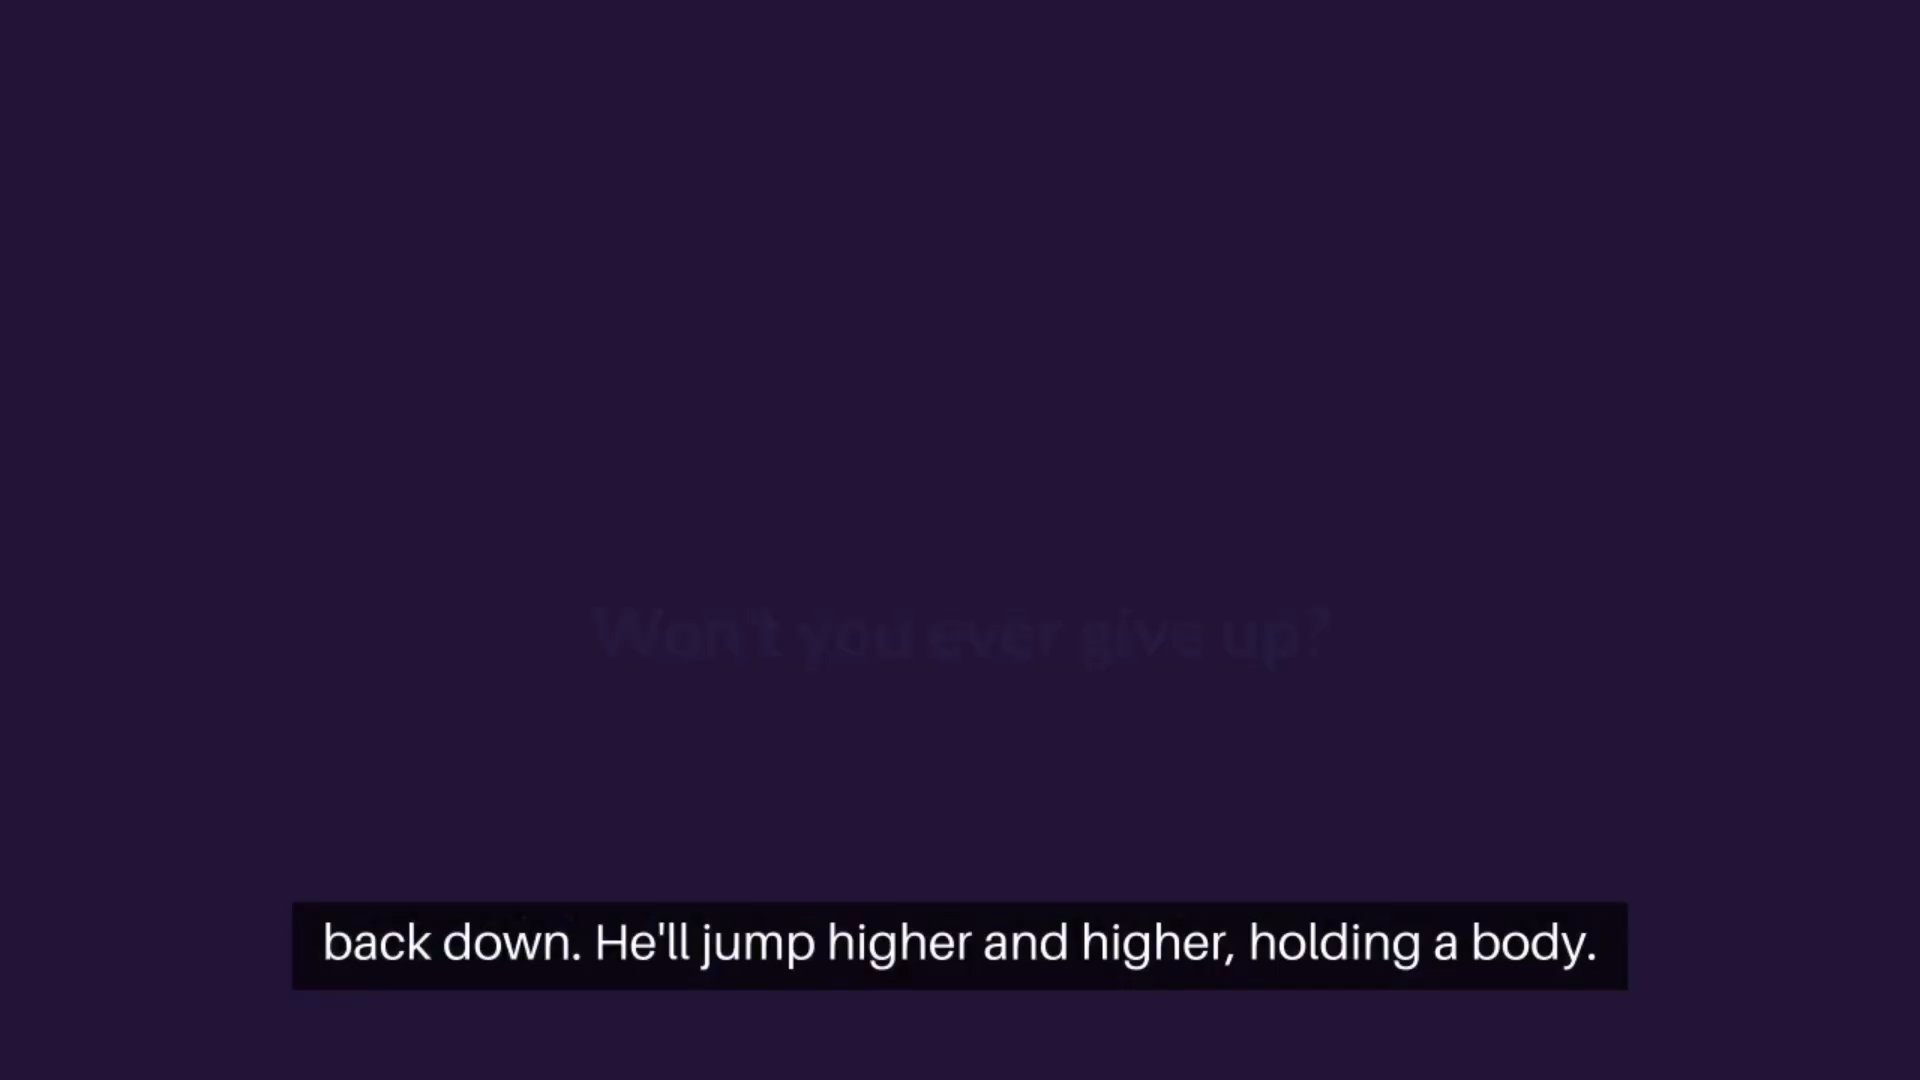 Won't you ever give up?
back down. He'll jump higher and higher, holding a body.